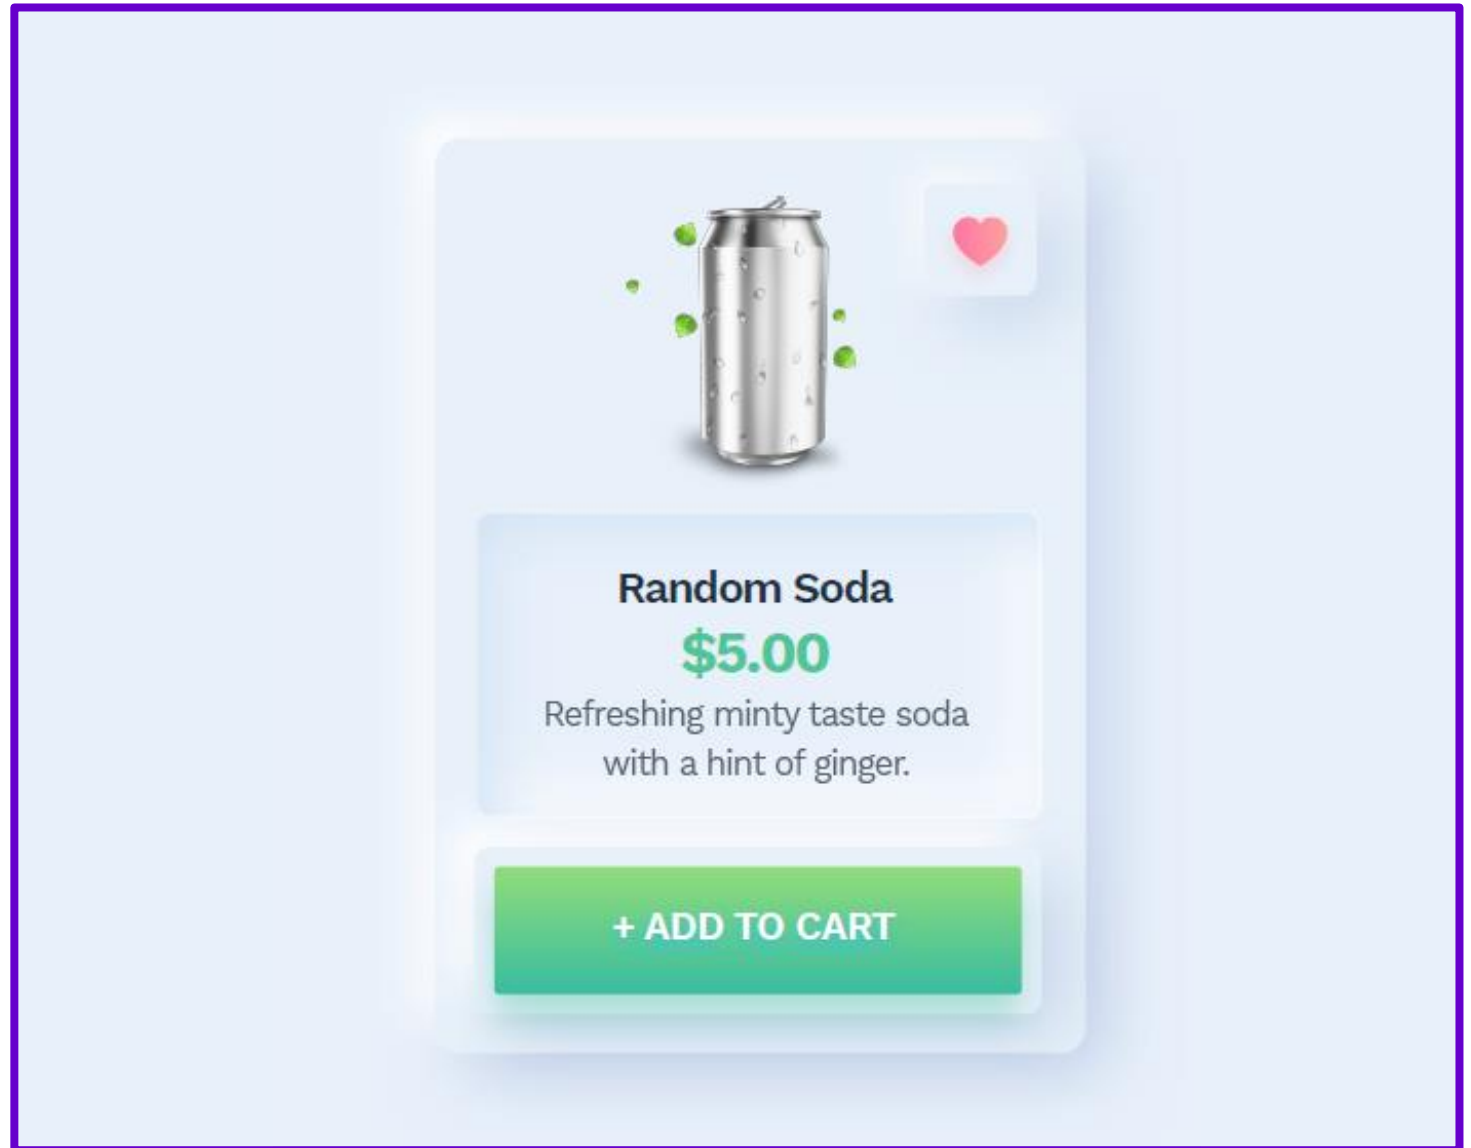 Random Soda
$5.00
Refreshing minty taste soda
with a hint of ginger.
+ ADD TO CART